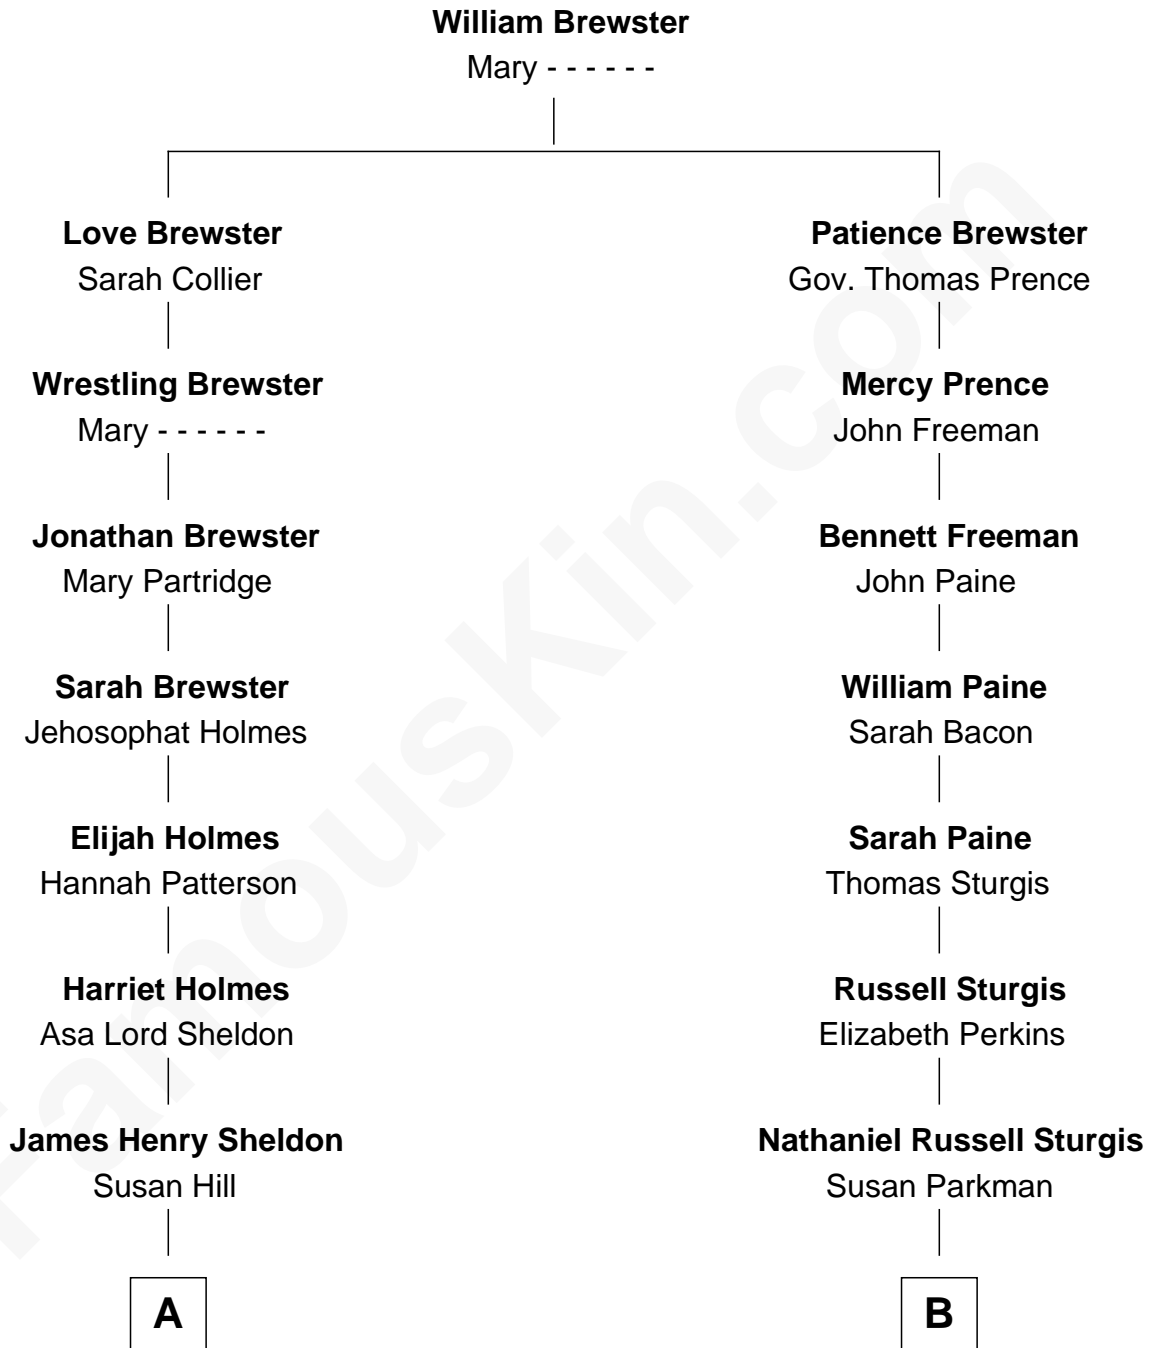 William Brewster
Mary - - - - - -
Love Brewster
Sarah Collier
Patience Brewster
Gov. Thomas Prence
Wrestling Brewster
Mary - - - - - -
Mercy Prence
John Freeman
Jonathan Brewster
Mary Partridge
Bennett Freeman
John Paine
Sarah Brewster
Jehosophat Holmes
William Paine
Sarah Bacon
Elijah Holmes
Hannah Patterson
Sarah Paine
Thomas Sturgis
Harriet Holmes
Asa Lord Sheldon
Russell Sturgis
Elizabeth Perkins
James Henry Sheldon
Susan Hill
Nathaniel Russell Sturgis
Susan Parkman
A
B
FamousKin.com